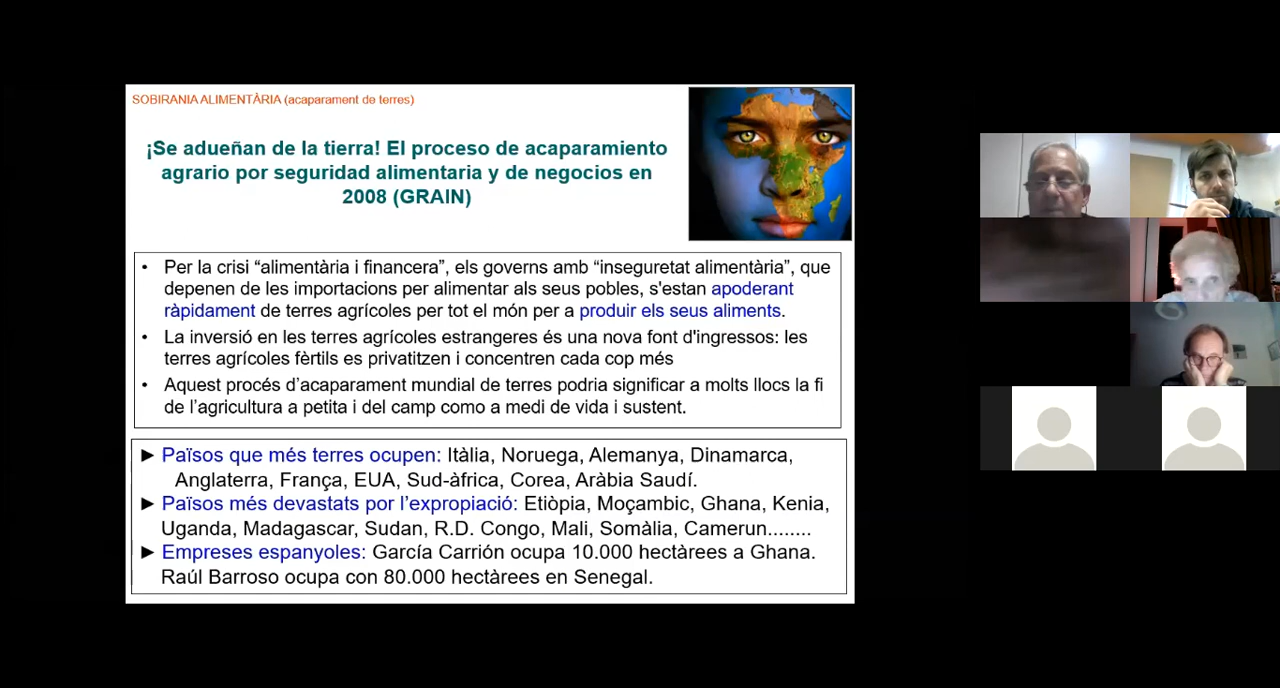 SOBIRANIA ALIMENTÀRIA (acaparament de terres)
¡Se adueñan de la tierra! El proceso de acaparamiento
agrario por seguridad alimentaria y de negocios en
2008 (GRAIN)
• Per la crisi “alimentària i financera”, els governs amb “inseguretat alimentària”, que
depenen de les importacions per alimentar als seus pobles, s'estan apoderant
ràpidament de terres agrícoles per tot el món per a produir els seus aliments.
• La inversió en les terres agrícoles estrangeres és una nova font d'ingressos: les
terres agrícoles fèrtils es privatitzen i concentren cada cop més
• Aquest procés d’acaparament mundial de terres podria significar a molts llocs la fi
de l’agricultura a petita i del camp como a medi de vida i sustent.
► Països que més terres ocupen: Itàlia, Noruega, Alemanya, Dinamarca,
Anglaterra, França, EUA, Sud-àfrica, Corea, Aràbia Saudí.
► Països més devastats por l’expropiació: Etiòpia, Moçambic, Ghana, Kenia,
Uganda, Madagascar, Sudan, R.D. Congo, Mali, Somàlia, Camerun........
► Empreses espanyoles: García Carrión ocupa 10.000 hectàrees a Ghana.
Raúl Barroso ocupa con 80.000 hectàrees en Senegal.